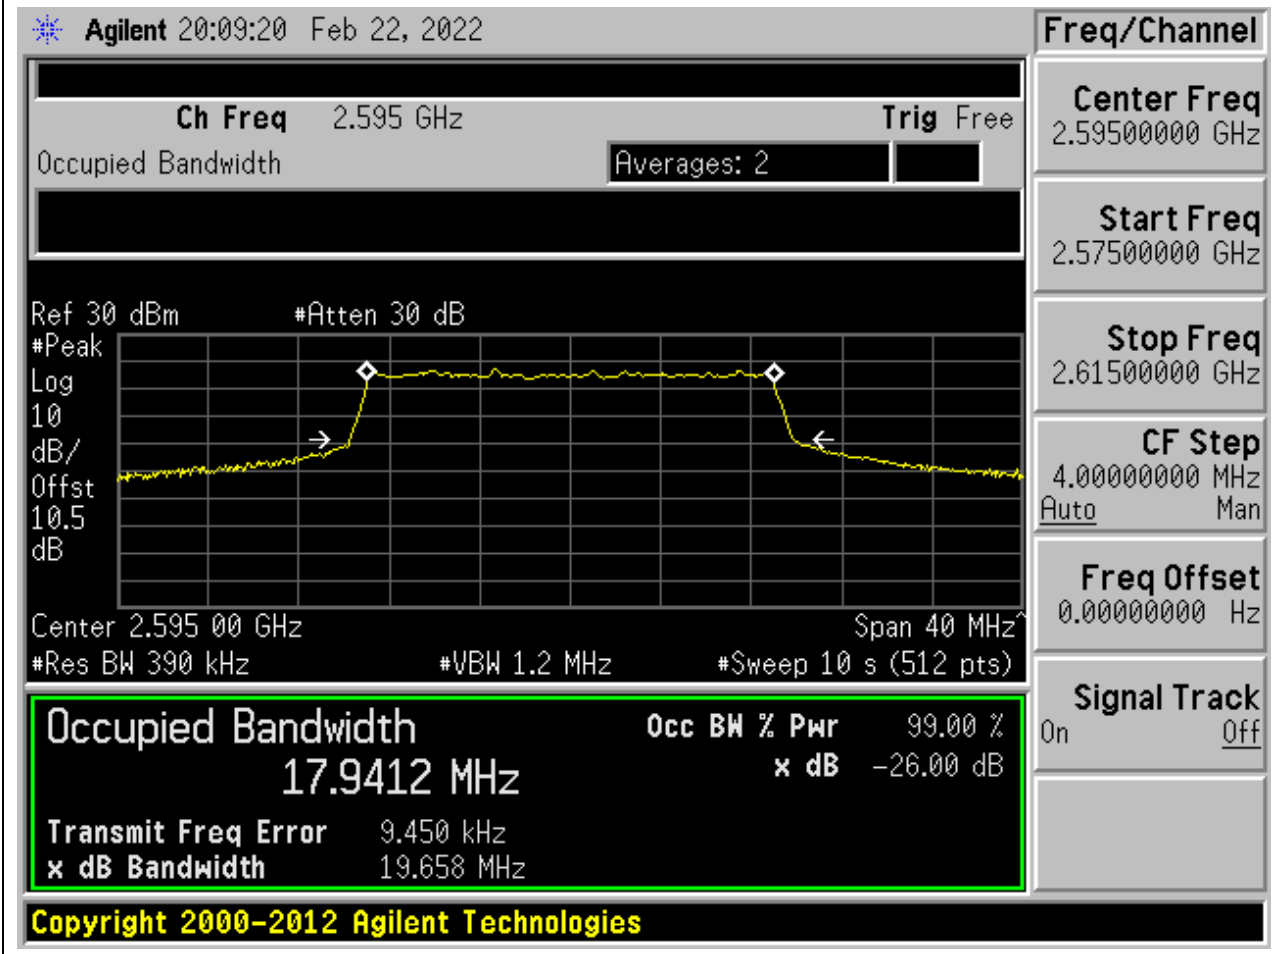 Agilent 20:09:20 Feb 22, 2022
Freq/Channel
Ch Freq 2.595 GHz Trig Free
Occupied Bandwidth Averages: 2
Center Freq
2.59500000 GHz
Start Freq
2.57500000 GHz
Stop Freq
2.61500000 GHz
CF Step
4.00000000 MHz
Auto Man
Freq Offset
0.00000000 Hz
Signal Track
On Off
Ref 30 dBm #Atten 30 dB
#Peak
Log
10
dB/
Offst
10.5
dB
Center 2.595 00 GHz Span 40 MHz^
#Res BW 390 kHz #VBW 1.2 MHz #Sweep 10 s (512 pts)
Occupied Bandwidth Occ BW % Pwr 99.00 %
17.9412 MHz x dB -26.00 dB
Transmit Freq Error 9.450 kHz
x dB Bandwidth 19.658 MHz
Copyright 2000-2012 Agilent Technologies